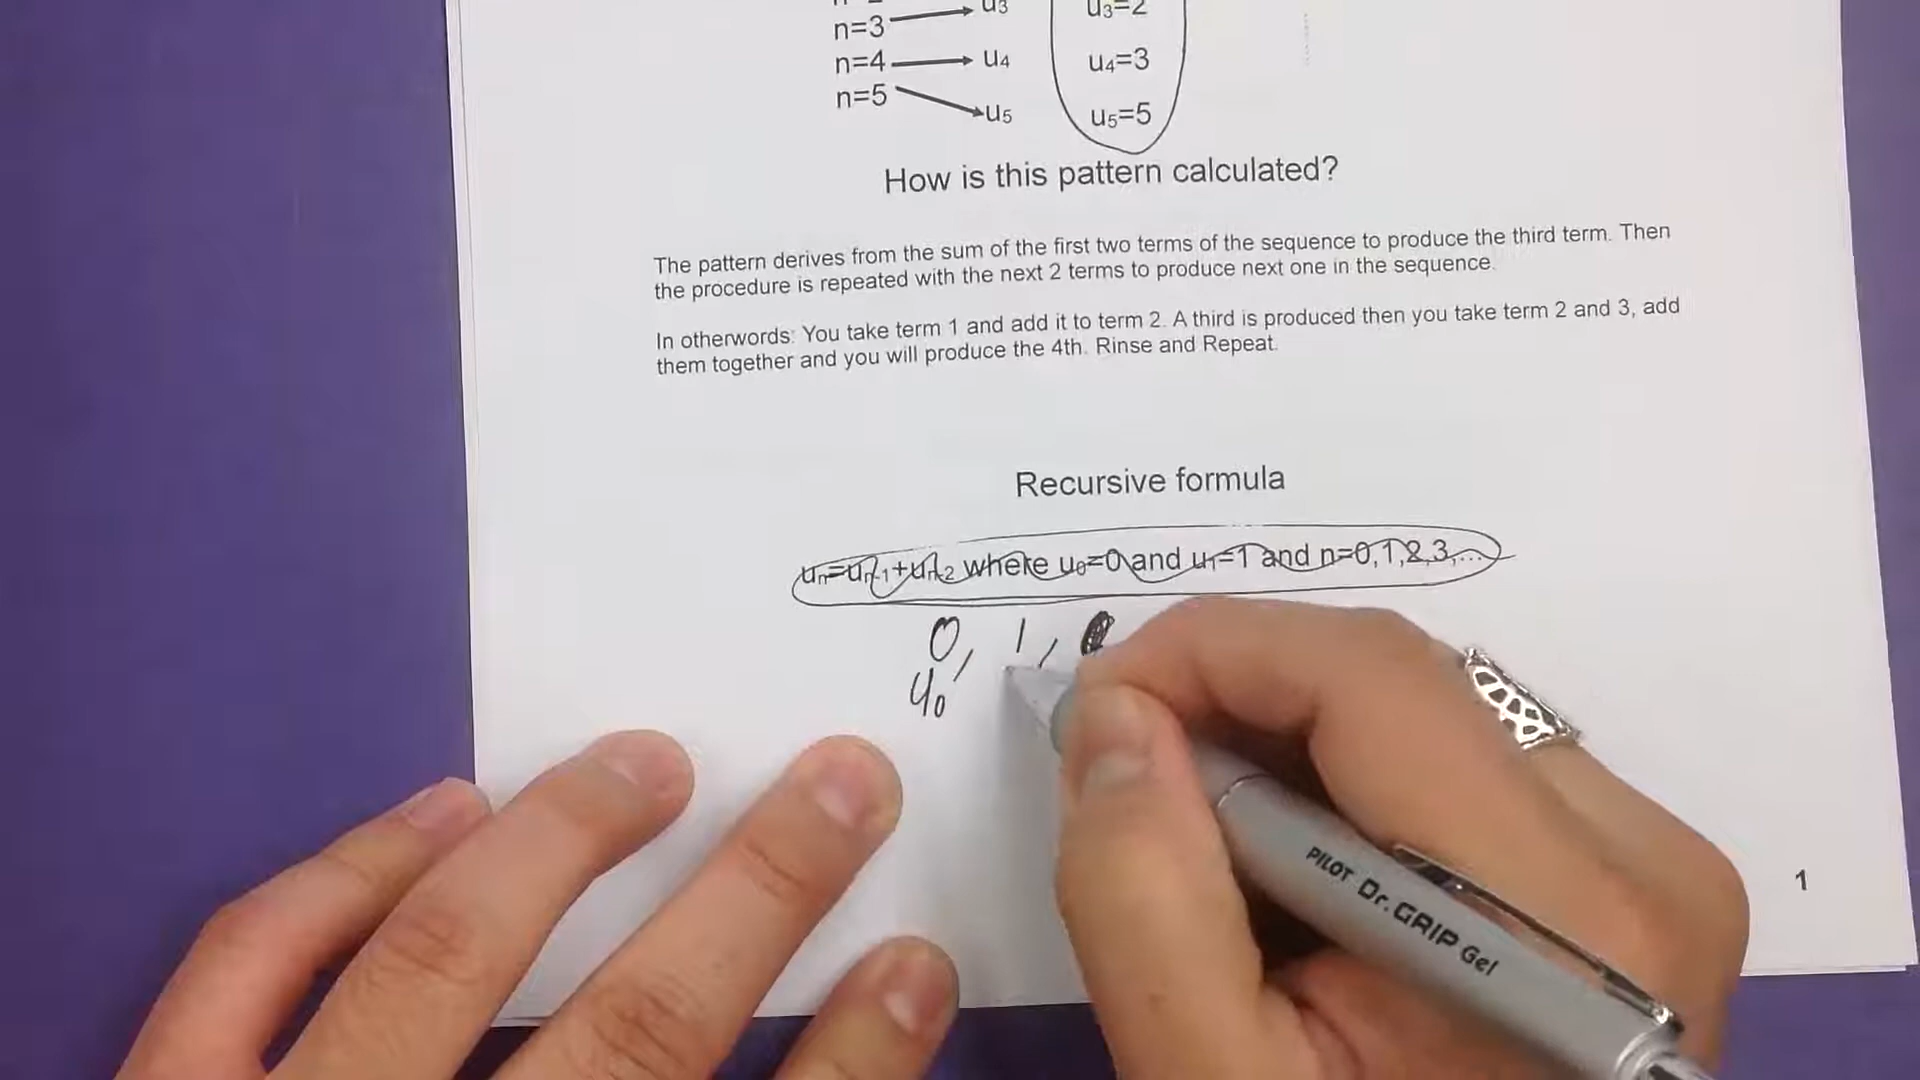 u3
u3=2
n=3
n=4
u4
u4=3
n=5
u5
u5=5
How is this pattern calculated?
The pattern derives from the sum of the first two terms of the sequence to produce the third term. Then
the procedure is repeated with the next 2 terms to produce next one in the sequence.
In otherwords: You take term 1 and add it to term 2. A third is produced then you take term 2 and 3, add
them together and you will produce the 4th. Rinse and Repeat.
Recursive formula
un=un-1+un-2 where u0=0 and u1=1 and n=0,1,2,3,...
0, 1,
u0
PILOT Dr. GRIP Gel
1